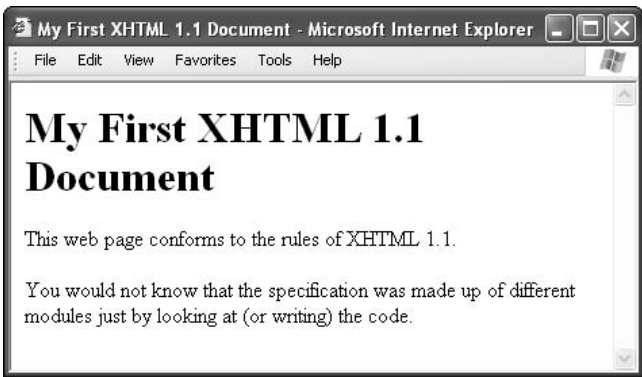 My First XHTML 1.1 Document - Microsoft Internet Explorer
File Edit View Favorites Tools Help
My First XHTML 1.1
Document
This web page conforms to the rules of XHTML 1.1.
You would not know that the specification was made up of different
modules just by looking at (or writing) the code.